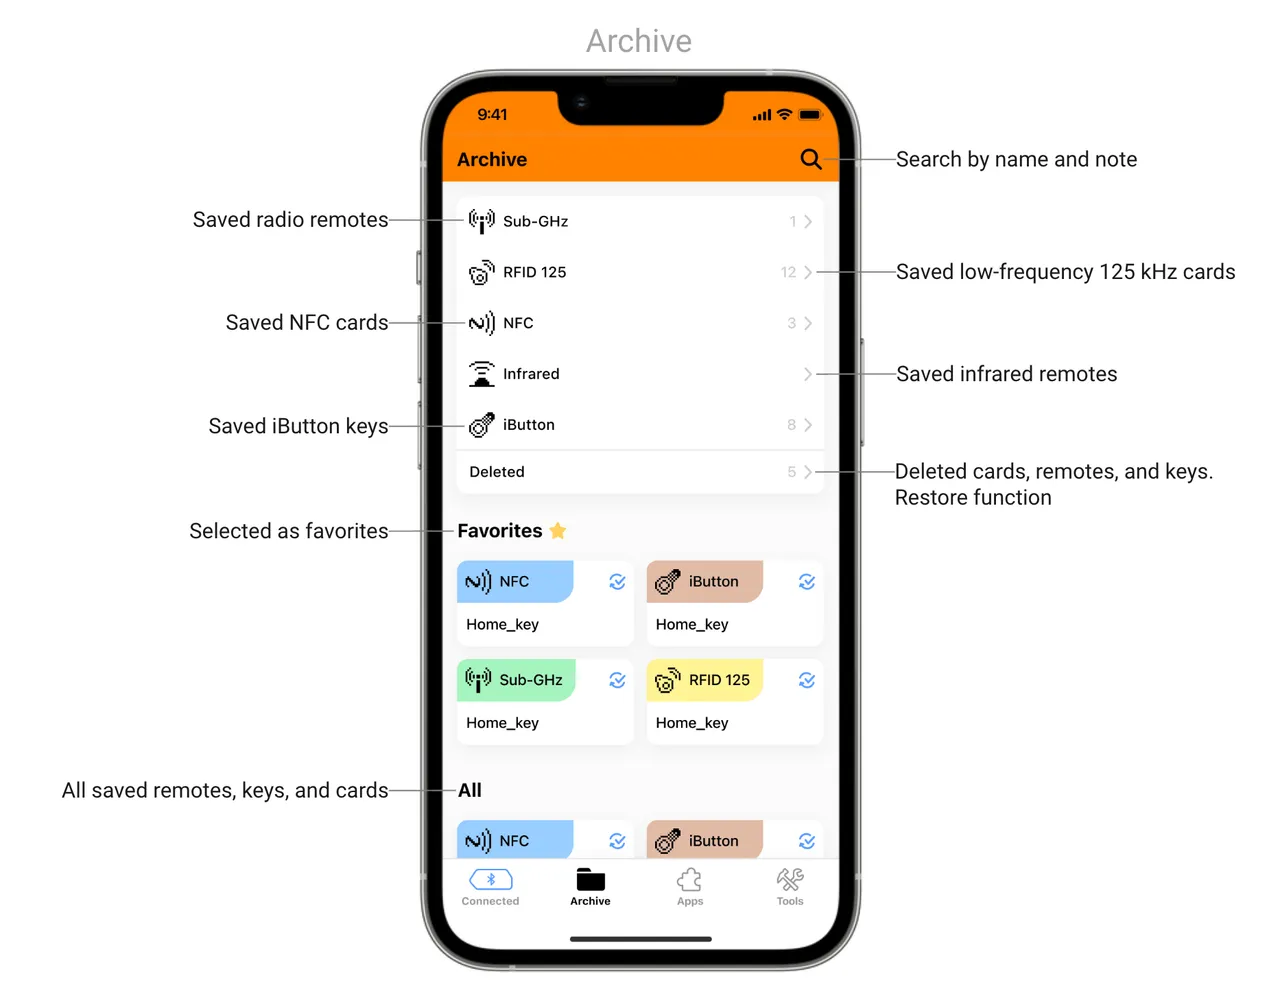 Archive
9:41
Archive
Search by name and note
Saved radio remotes
Sub-GHz
1
RFID 125
12
Saved low-frequency 125 kHz cards
Saved NFC cards
NFC
3
Infrared
Saved infrared remotes
Saved iButton keys
iButton
8
Deleted
5
Deleted cards, remotes, and keys.
Restore function
Selected as favorites
Favorites
NFC
Home_key
iButton
Home_key
Sub-GHz
Home_key
RFID 125
Home_key
All saved remotes, keys, and cards
All
NFC
iButton
Connected
Archive
Apps
Tools